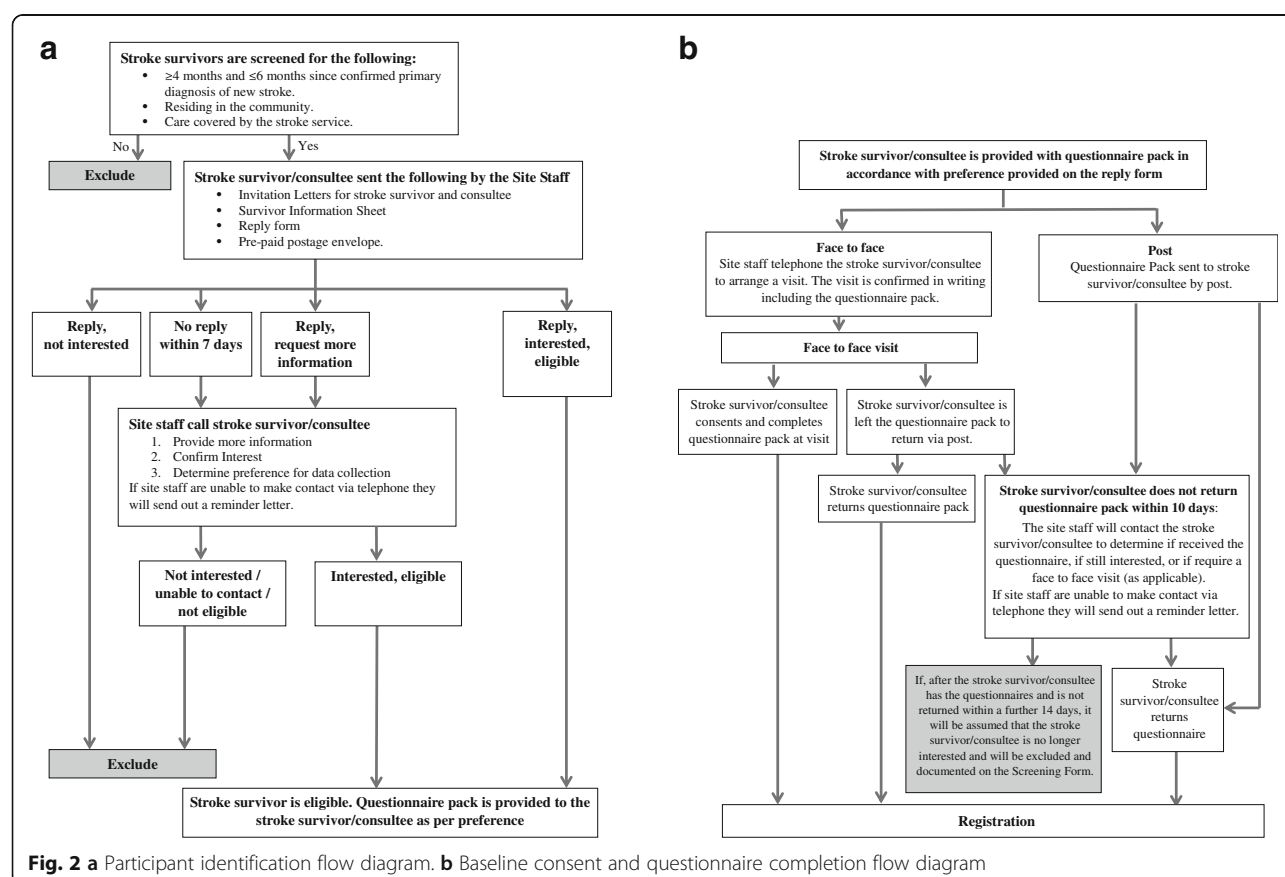 a
Stroke survivors are screened for the following:
• ≥4 months and ≤6 months since confirmed primary
diagnosis of new stroke.
• Residing in the community.
• Care covered by the stroke service.
No
Yes
Exclude
Stroke survivor/consultee sent the following by the Site Staff
• Invitation Letters for stroke survivor and consultee
• Survivor Information Sheet
• Reply form
• Pre-paid postage envelope.
Reply,
not interested
No reply
within 7 days
Reply,
request more
information
Reply,
interested,
eligible
Site staff call stroke survivor/consultee
1. Provide more information
2. Confirm Interest
3. Determine preference for data collection
If site staff are unable to make contact via telephone they
will send out a reminder letter.
Not interested /
unable to contact /
not eligible
Interested, eligible
Exclude
Stroke survivor is eligible. Questionnaire pack is provided to the
stroke survivor/consultee as per preference
b
Stroke survivor/consultee is provided with questionnaire pack in
accordance with preference provided on the reply form
Face to face
Site staff telephone the stroke survivor/consultee
to arrange a visit. The visit is confirmed in writing
including the questionnaire pack.
Post
Questionnaire Pack sent to stroke
survivor/consultee by post.
Face to face visit
Stroke survivor/consultee
consents and completes
questionnaire pack at visit
Stroke survivor/consultee is
left the questionnaire pack to
return via post.
Stroke survivor/consultee
returns questionnaire pack
Stroke survivor/consultee does not return
questionnaire pack within 10 days:
The site staff will contact the stroke
survivor/consultee to determine if received the
questionnaire, if still interested, or if require a
face to face visit (as applicable).
If site staff are unable to make contact via
telephone they will send out a reminder letter.
If, after the stroke survivor/consultee
has the questionnaires and is not
returned within a further 14 days, it
will be assumed that the stroke
survivor/consultee is no longer
interested and will be excluded and
documented on the Screening Form.
Stroke
survivor/consultee
returns
questionnaire
Registration
Fig. 2 a Participant identification flow diagram. b Baseline consent and questionnaire completion flow diagram